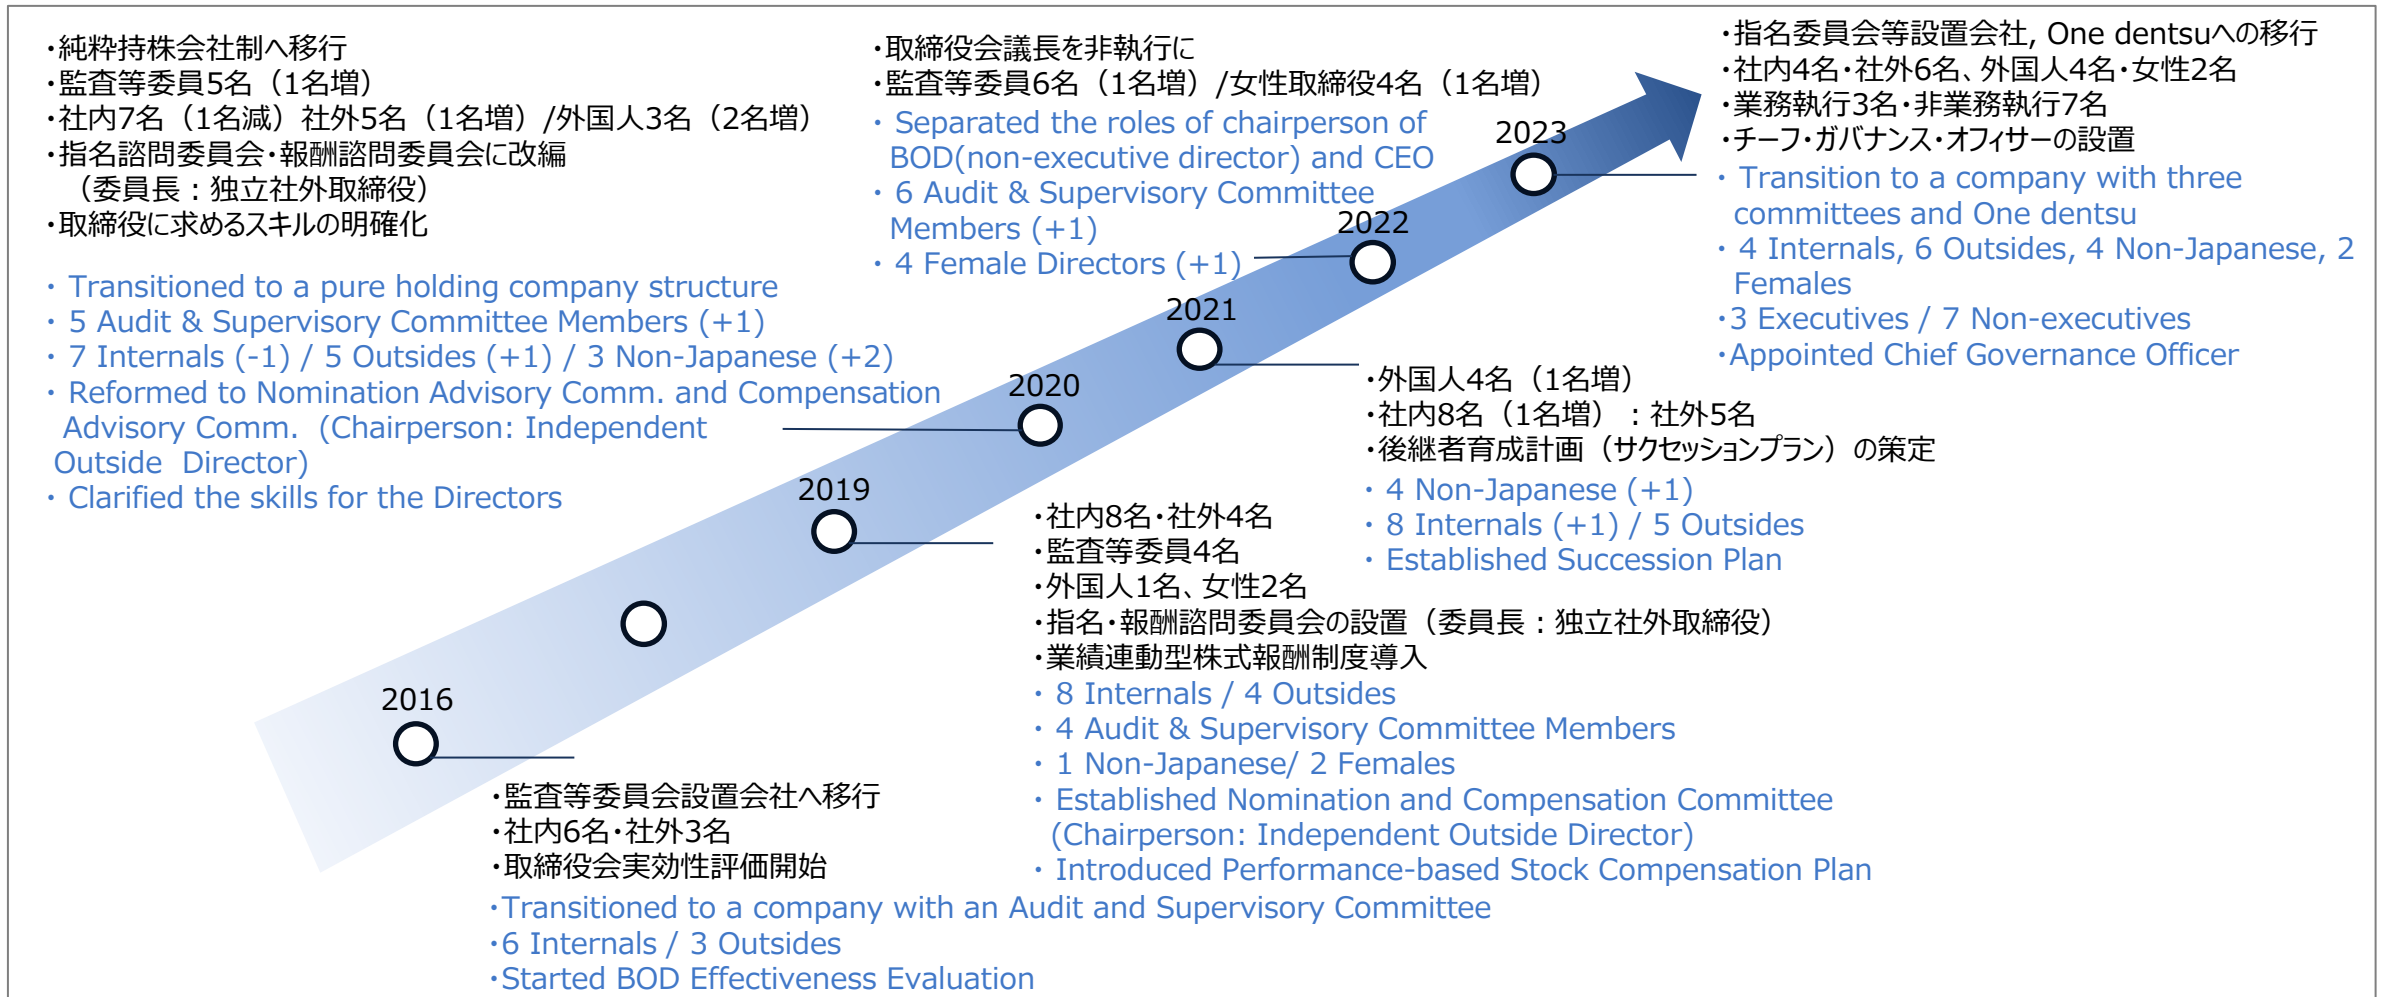 ・純粋持株会社制へ移行
・監査等委員5名（1名増）
・社内7名（1名減）社外5名（1名増）/外国人3名（2名増）
・指名諮問委員会・報酬諮問委員会に改編
（委員長：独立社外取締役）
・取締役に求めるスキルの明確化
・Transitioned to a pure holding company structure
・5 Audit & Supervisory Committee Members (+1)
・7 Internals (-1) / 5 Outsides (+1) / 3 Non-Japanese (+2)
・Reformed to Nomination Advisory Comm. and Compensation
Advisory Comm. (Chairperson: Independent
Outside Director)
・Clarified the skills for the Directors
・取締役会議長を非執行に
・監査等委員6名（1名増）/女性取締役4名（1名増）
・Separated the roles of chairperson of
BOD(non-executive director) and CEO
・6 Audit & Supervisory Committee
Members (+1)
・4 Female Directors (+1)
・指名委員会等設置会社, One dentsuへの移行
・社内4名・社外6名、外国人4名・女性2名
・業務執行3名・非業務執行7名
・チーフ・ガバナンス・オフィサーの設置
・Transition to a company with three
committees and One dentsu
・4 Internals, 6 Outsides, 4 Non-Japanese, 2
Females
・3 Executives / 7 Non-executives
・Appointed Chief Governance Officer
2023
2022
2021
2020
2019
2016
・外国人4名（1名増）
・社内8名（1名増）：社外5名
・後継者育成計画（サクセッションプラン）の策定
・4 Non-Japanese (+1)
・8 Internals (+1) / 5 Outsides
・Established Succession Plan
・社内8名・社外4名
・監査等委員4名
・外国人1名、女性2名
・指名・報酬諮問委員会の設置（委員長：独立社外取締役）
・業績連動型株式報酬制度導入
・8 Internals / 4 Outsides
・4 Audit & Supervisory Committee Members
・1 Non-Japanese/ 2 Females
・Established Nomination and Compensation Committee
(Chairperson: Independent Outside Director)
・Introduced Performance-based Stock Compensation Plan
・監査等委員会設置会社へ移行
・社内6名・社外3名
・取締役会実効性評価開始
・Transitioned to a company with an Audit and Supervisory Committee
・6 Internals / 3 Outsides
・Started BOD Effectiveness Evaluation